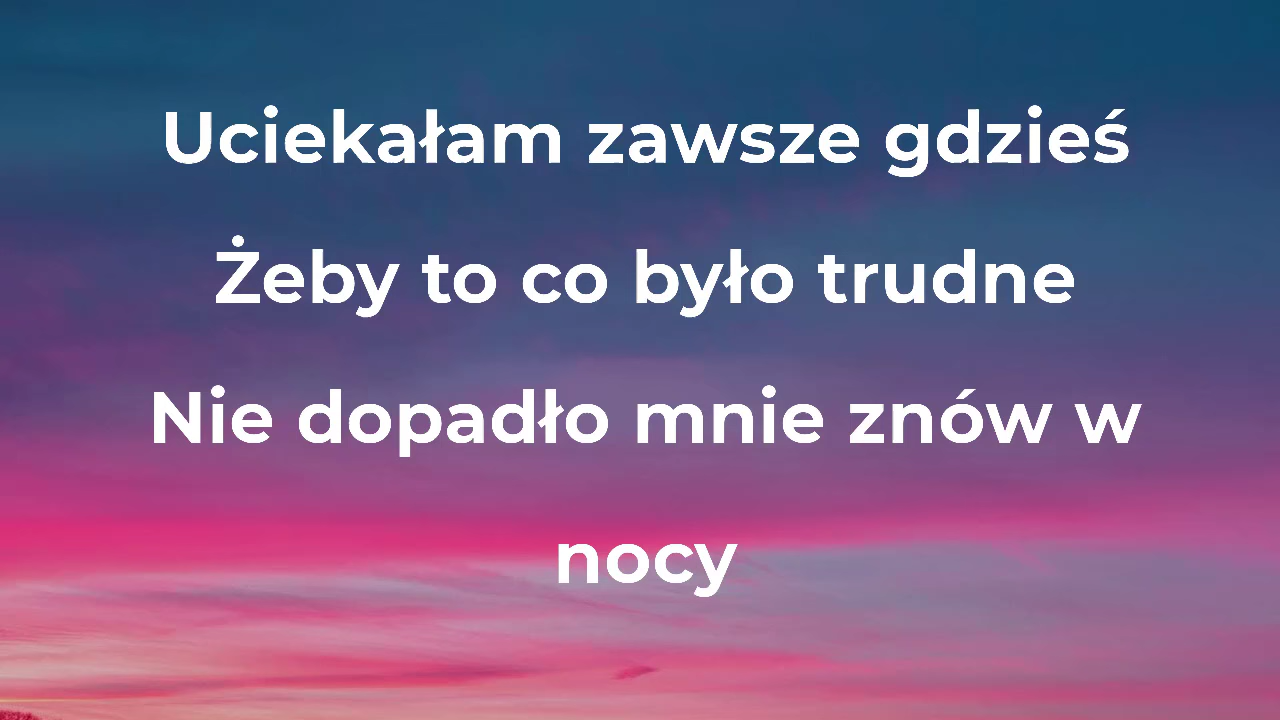 Uciekałam zawsze gdzieś
Żeby to co było trudne
Nie dopadło mnie znów w
nocy